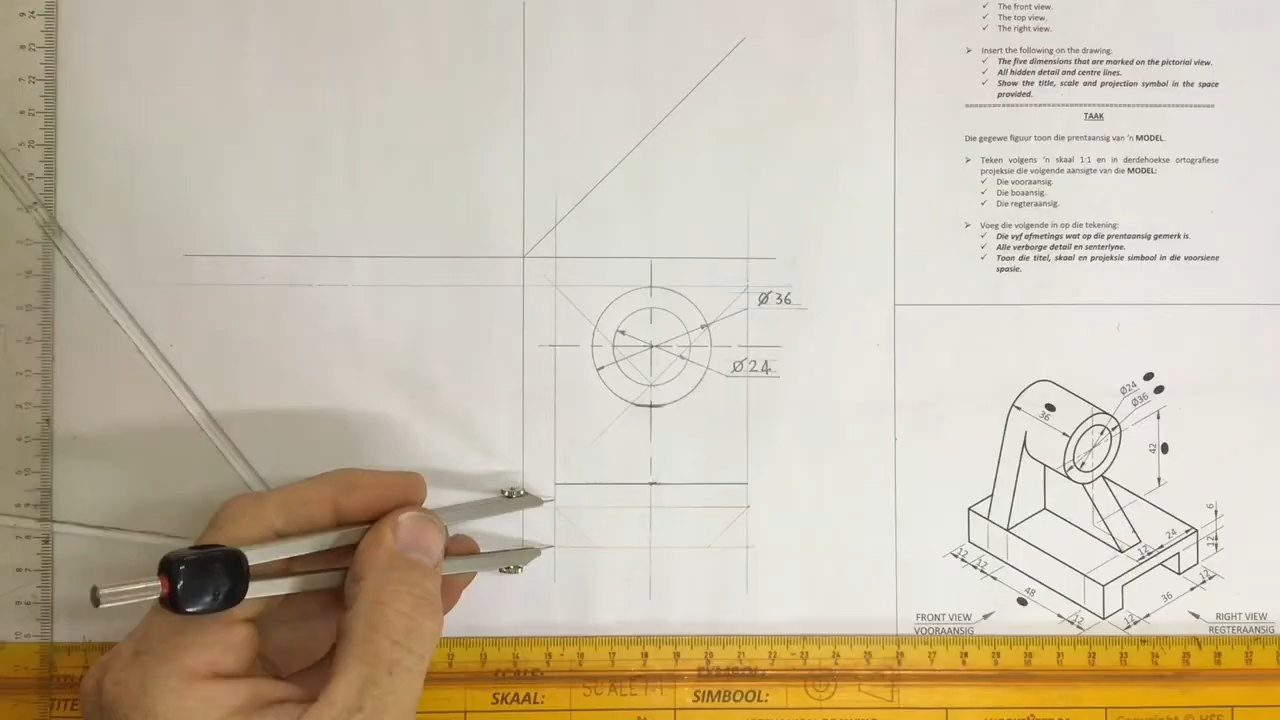 ✓ The front view.
✓ The top view.
✓ The right view.
➢ Insert the following on the drawing:
✓ The five dimensions that are marked on the pictorial view.
✓ All hidden detail and centre lines.
✓ Show the title, scale and projection symbol in the space
provided.
TAAK
Die gegewe figuur toon die prentaansig van 'n MODEL.
➢ Teken volgens 'n skaal 1:1 en in derdehoekse ortografiese
projeksie die volgende aansigte van die MODEL:
✓ Die vooraansig.
✓ Die boaansig.
✓ Die regteraansig.
➢ Voeg die volgende in op die tekening:
✓ Die vyf afmetings wat op die prentaansig gemerk is.
✓ Alle verborge detail en senterlyne.
✓ Toon die titel, skaal en projeksie simbool in die voorsiene
spasie.
Ø36
Ø24
Ø24
Ø36
36
42
6
12
24
12
12
12
48
12
12
36
12
FRONT VIEW
VOORAANSIG
RIGHT VIEW
REGTERAANSIG
SKAAL:
SCALE 1:1
SIMBOOL: